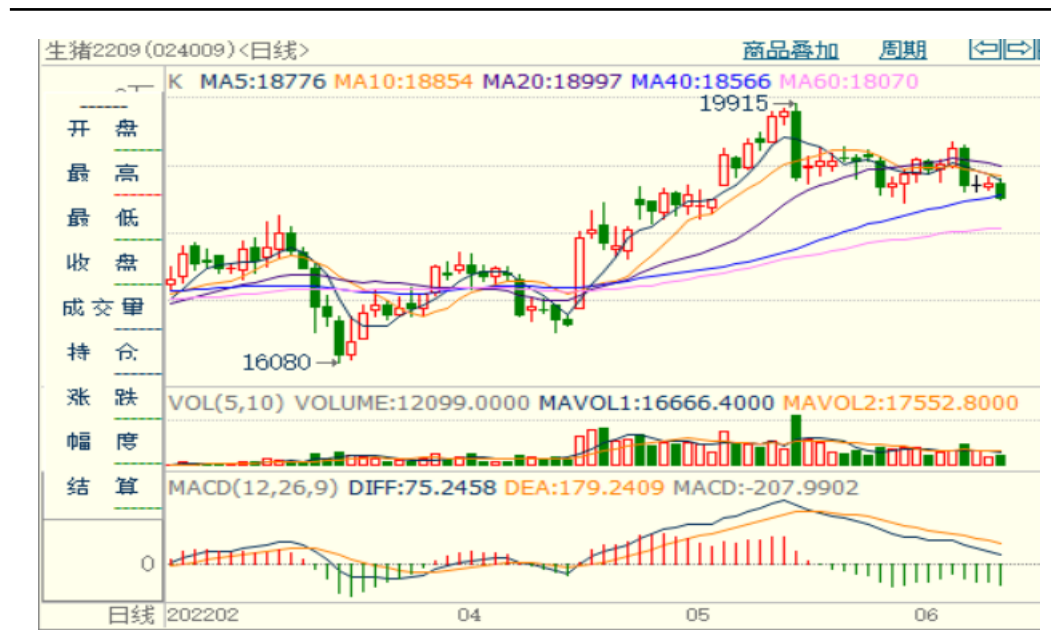 生猪2209(024009)<日线>
商品叠加 周期
K MA5:18776 MA10:18854 MA20:18997 MA40:18566 MA60:18070
19915
开 盘
最 高
最 低
收 盘
成交量
持 仓
涨 跌
幅 度
结 算
16080
VOL(5,10) VOLUME:12099.0000 MAVOL1:16666.4000 MAVOL2:17552.8000
MACD(12,26,9) DIFF:75.2458 DEA:179.2409 MACD:-207.9902
0
日线 202202 04 05 06